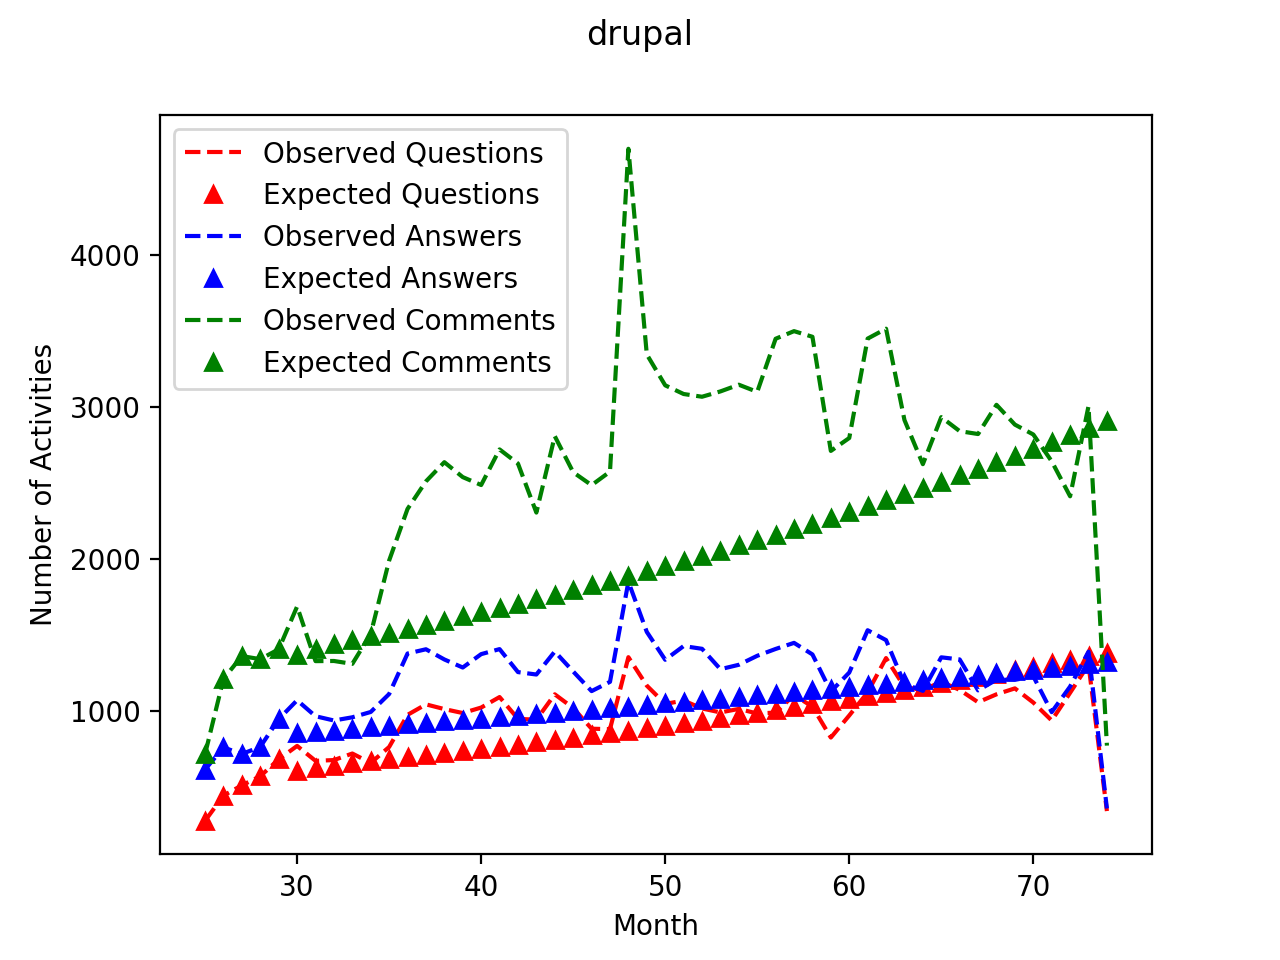 drupal
Observed Questions
Expected Questions
Observed Answers
Expected Answers
Observed Comments
Expected Comments
Number of Activities
4000
3000
2000
1000
30 40 50 60 70
Month